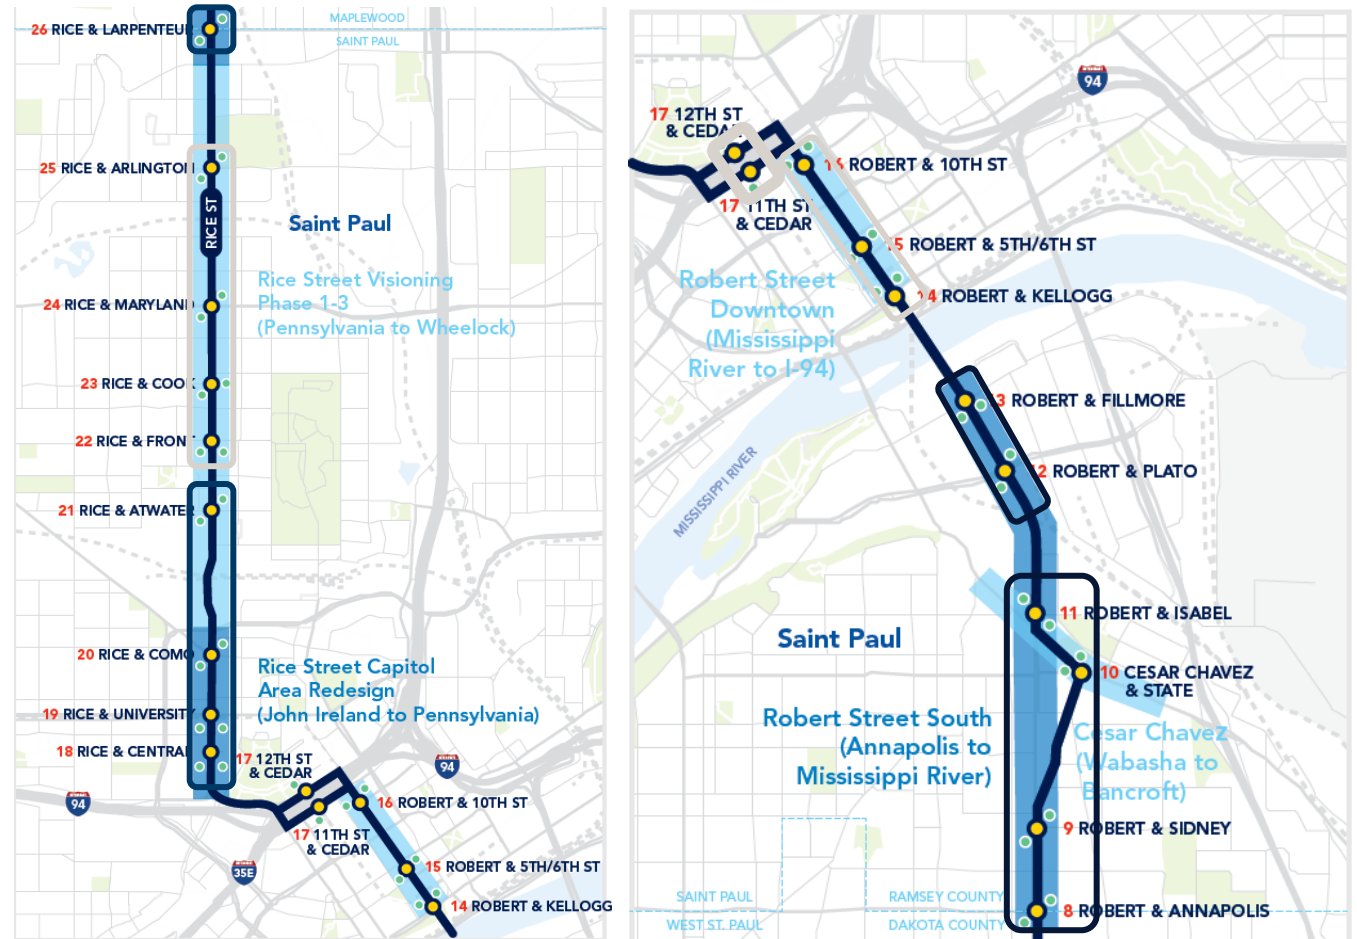 MAPLEWOOD
26 RICE & LARPENTEUR
SAINT PAUL
25 RICE & ARLINGTON
RICE ST
Saint Paul
Rice Street Visioning
Phase 1-3
(Pennsylvania to Wheelock)
24 RICE & MARYLAND
23 RICE & COOK
22 RICE & FRONT
21 RICE & ATWATER
20 RICE & COMO
Rice Street Capitol
Area Redesign
(John Ireland to Pennsylvania)
19 RICE & UNIVERSITY
18 RICE & CENTRAL
17 12TH ST
& CEDAR
94
94
16 ROBERT & 10TH ST
17 11TH ST
& CEDAR
35E
15 ROBERT & 5TH/6TH ST
14 ROBERT & KELLOGG
94
17 12TH ST
& CEDAR
16 ROBERT & 10TH ST
17 11TH ST
& CEDAR
15 ROBERT & 5TH/6TH ST
Robert Street
Downtown
(Mississippi
River to I-94)
14 ROBERT & KELLOGG
13 ROBERT & FILLMORE
12 ROBERT & PLATO
MISSISSIPPI RIVER
11 ROBERT & ISABEL
Saint Paul
10 CESAR CHAVEZ
& STATE
Robert Street South
(Annapolis to
Mississippi River)
Cesar Chavez
(Wabasha to
Bancroft)
9 ROBERT & SIDNEY
SAINT PAUL
RAMSEY COUNTY
8 ROBERT & ANNAPOLIS
WEST ST. PAUL
DAKOTA COUNTY